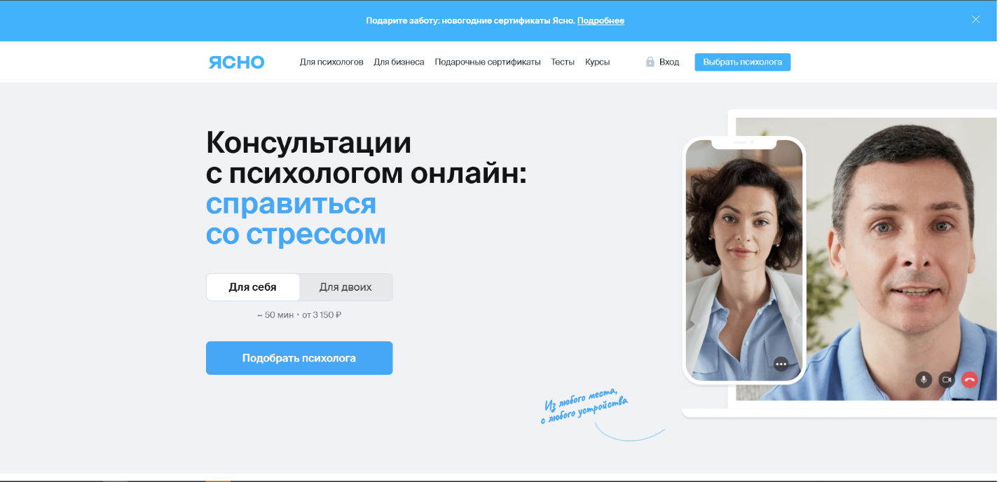 Подарите заботу: новогодние сертификаты Ясно. Подробнее
ЯСНО
Для психологов Для бизнеса Подарочные сертификаты Тесты Курсы Вход Выбрать психолога
Консультации
с психологом онлайн:
справиться
со стрессом
Для себя Для двоих
~ 50 мин · от 3 150 ₽
Подобрать психолога
Из любого места,
с любого устройства